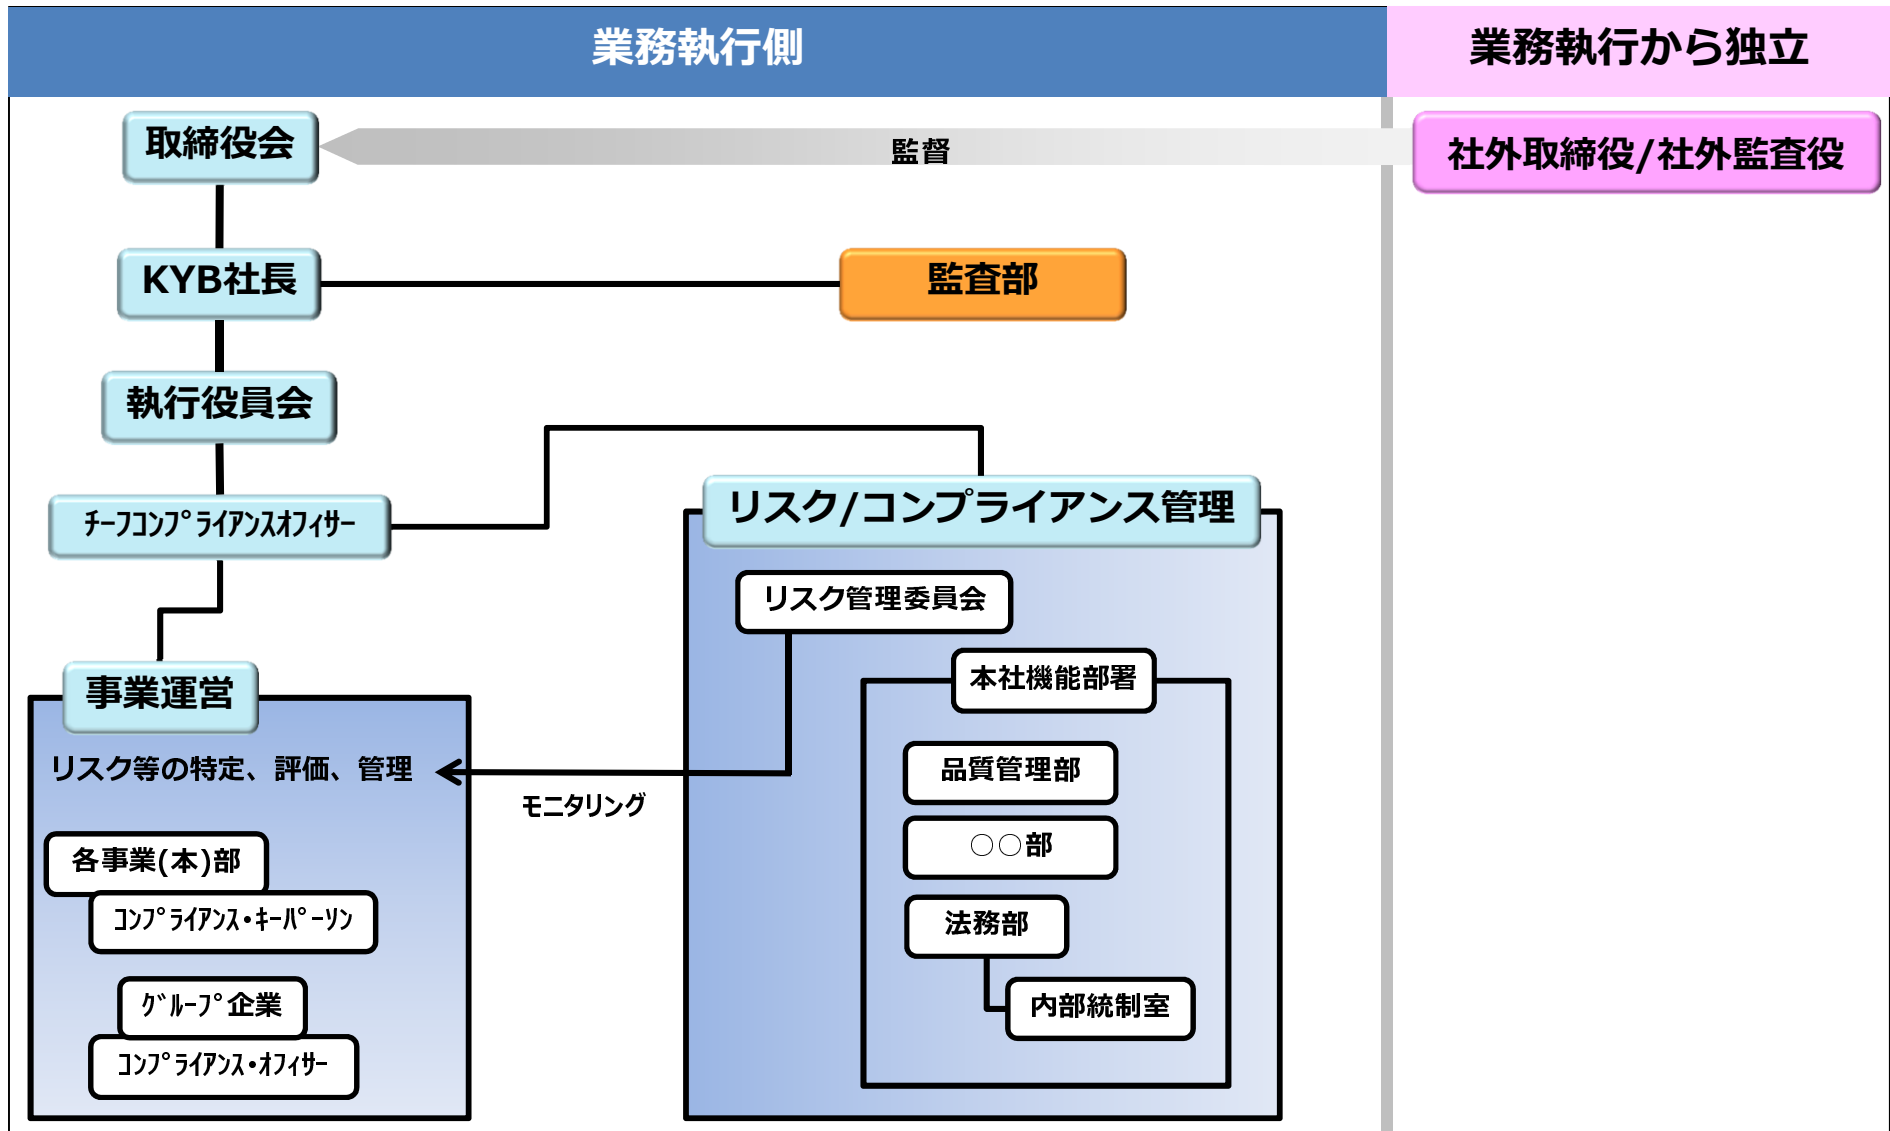 業務執行側
業務執行から独立
取締役会
監督
社外取締役/社外監査役
KYB社長
監査部
執行役員会
ﾁｰﾌｺﾝﾌﾟﾗｲｱﾝｽｵﾌｨｻｰ
リスク/コンプライアンス管理
リスク管理委員会
本社機能部署
事業運営
リスク等の特定、評価、管理
モニタリング
品質管理部
○○部
各事業(本)部
ｺﾝﾌﾟﾗｲｱﾝｽ・ｷｰﾊﾟｰｿﾝ
法務部
ｸﾞﾙｰﾌﾟ企業
内部統制室
ｺﾝﾌﾟﾗｲｱﾝｽ・ｵﾌｨｻｰ